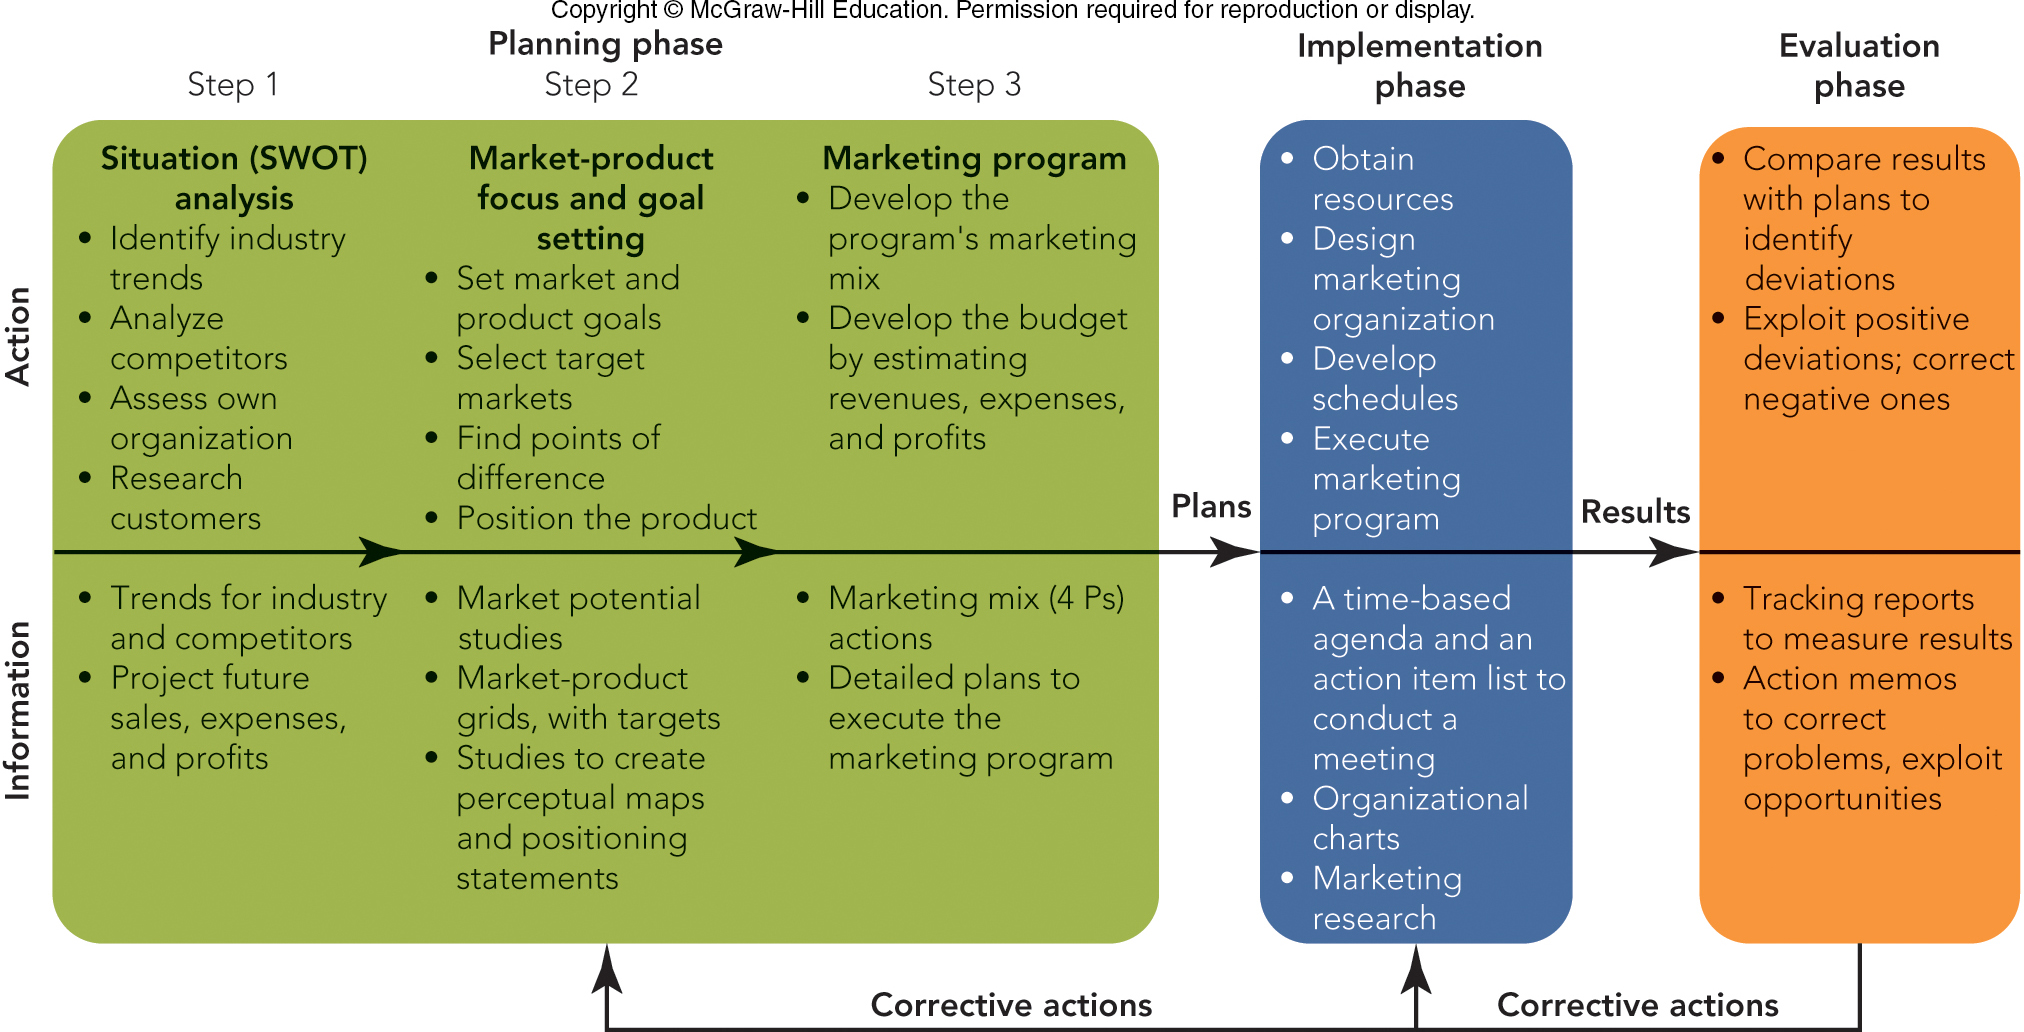 Copyright © McGraw-Hill Education. Permission required for reproduction or display.
Planning phase
Step 1
Step 2
Step 3
Implementation
phase
Evaluation
phase
Action
Situation (SWOT)
analysis
• Identify industry
trends
• Analyze
competitors
• Assess own
organization
• Research
customers
Market-product
focus and goal
setting
• Set market and
product goals
• Select target
markets
• Find points of
difference
• Position the product
Marketing program
• Develop the
program's marketing
mix
• Develop the budget
by estimating
revenues, expenses,
and profits
Plans
• Obtain
resources
• Design
marketing
organization
• Develop
schedules
• Execute
marketing
program
Results
• Compare results
with plans to
identify
deviations
• Exploit positive
deviations; correct
negative ones
Information
• Trends for industry
and competitors
• Project future
sales, expenses,
and profits
• Market potential
studies
• Market-product
grids, with targets
• Studies to create
perceptual maps
and positioning
statements
• Marketing mix (4 Ps)
actions
• Detailed plans to
execute the
marketing program
• A time-based
agenda and an
action item list to
conduct a
meeting
• Organizational
charts
• Marketing
research
• Tracking reports
to measure results
• Action memos
to correct
problems, exploit
opportunities
Corrective actions
Corrective actions